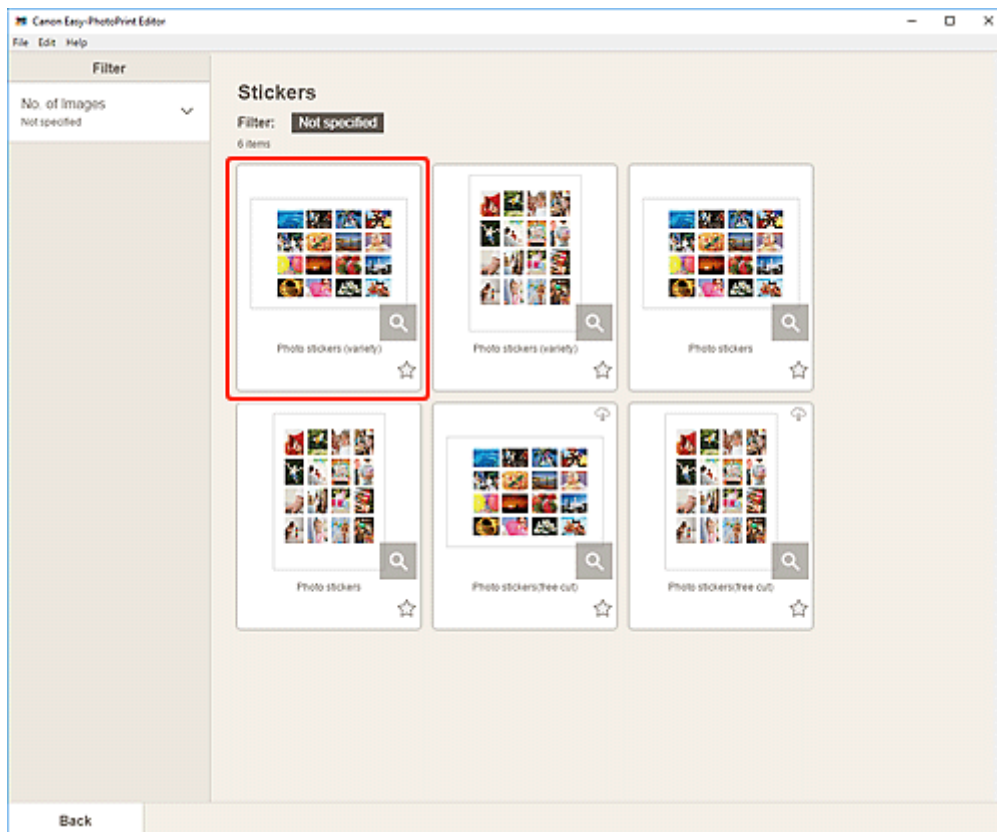 Canon Easy-PhotoPrint Editor
File Edit Help
Filter
No. of Images
Not specified
Stickers
Filter: Not specified
6 items
Photo stickers (variety)
Photo stickers (variety)
Photo stickers
Photo stickers
Photo stickers(free cut)
Photo stickers(free cut)
Back